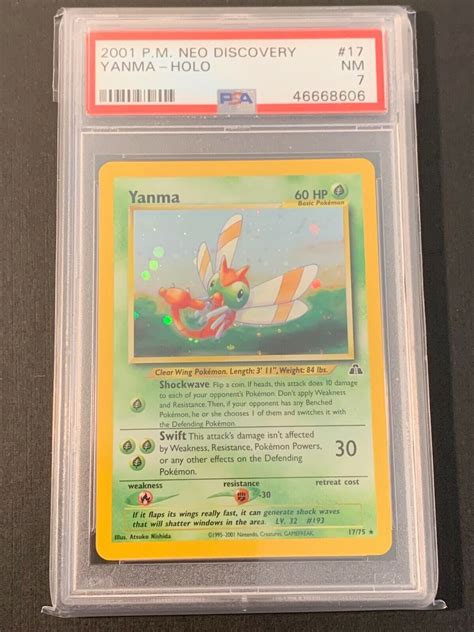 2001 P.M. NEO DISCOVERY #17
YANMA - HOLO NM
7
PSA 46668606
Yanma 60 HP
Basic Pokémon
Clear Wing Pokémon. Length: 3' 11", Weight: 84 lbs.
Shockwave Flip a coin. If heads, this attack does 10 damage
to each of your opponent's Pokémon. Don't apply Weakness
and Resistance. Then, if your opponent has any Benched
Pokémon, he or she chooses 1 of them and switches it with
the Defending Pokémon.
Swift This attack's damage isn't affected
by Weakness, Resistance, Pokémon Powers,
or any other effects on the Defending
Pokémon.
30
weakness resistance retreat cost
-30
If it flaps its wings really fast, it can generate shock waves
that will shatter windows in the area. LV. 32 #193
Illus. Atsuko Nishida ©1995-2001 Nintendo, Creatures, GAMEFREAK. 17/75